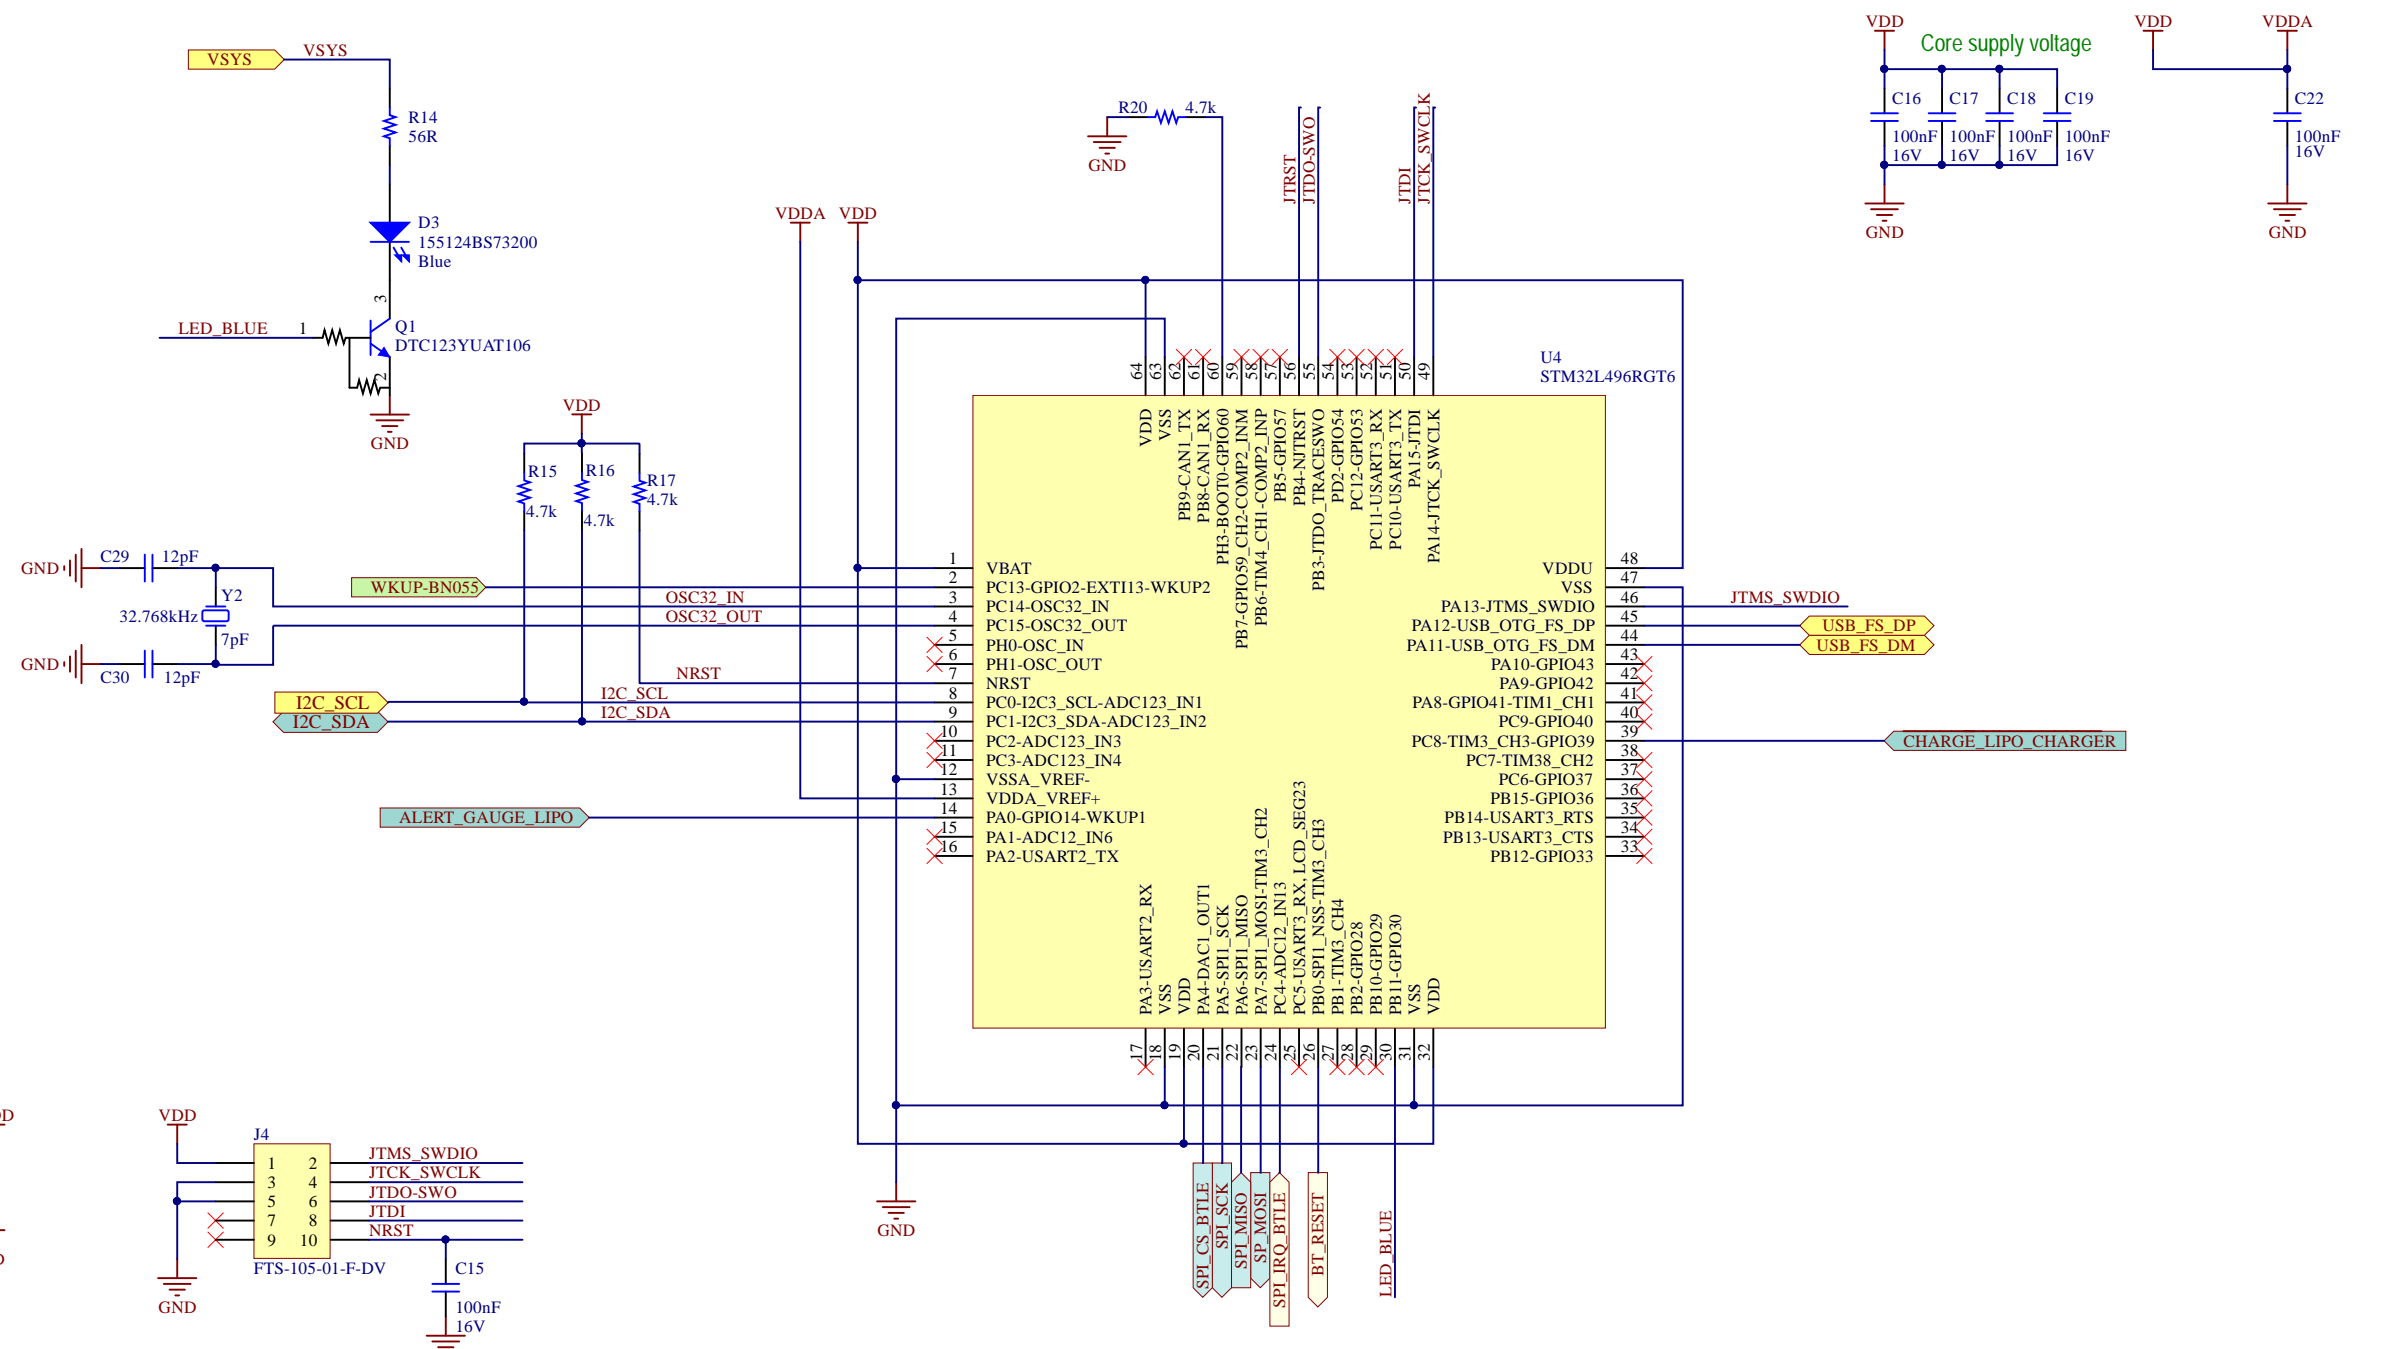 VSYS
VSYS
R14
56R
D3
155124BS73200
Blue
3
LED_BLUE
1
Q1
DTC123YUAT106
2
GND
VDD
R15
4.7k
R16
4.7k
R17
4.7k
GND
C29
12pF
Y2
32.768kHz
7pF
GND
C30
12pF
WKUP-BN055
OSC32_IN
OSC32_OUT
NRST
I2C_SCL
I2C_SCL
I2C_SDA
I2C_SDA
ALERT_GAUGE_LIPO
VDDA
VDD
R20
4.7k
GND
JTRST
JTDO-SWO
JTDI
JTCK_SWCLK
VDD
Core supply voltage
C16
100nF
16V
C17
100nF
16V
C18
100nF
16V
C19
100nF
16V
GND
VDD
VDDA
C22
100nF
16V
GND
U4
STM32L496RGT6
64 VDD
63 VSS
62 PB9-CAN1_TX
61 PB8-CAN1_RX
60 PH3-BOOT0-GPIO60
59 PB7-GPIO59_CH2-COMP2_INM
58 PB6-TIM4_CH1-COMP2_INP
57 PB5-GPIO57
56 PB4-NJTRST
55 PB3-JTDO_TRACESWO
54 PD2-GPIO54
53 PC12-GPIO53
52 PC11-USART3_RX
51 PC10-USART3_TX
50 PA15-JTDI
49 PA14-JTCK_SWCLK
1 VBAT
2 PC13-GPIO2-EXTI13-WKUP2
3 PC14-OSC32_IN
4 PC15-OSC32_OUT
5 PH0-OSC_IN
6 PH1-OSC_OUT
7 NRST
8 PC0-I2C3_SCL-ADC123_IN1
9 PC1-I2C3_SDA-ADC123_IN2
10 PC2-ADC123_IN3
11 PC3-ADC123_IN4
12 VSSA_VREF-
13 VDDA_VREF+
14 PA0-GPIO14-WKUP1
15 PA1-ADC12_IN6
16 PA2-USART2_TX
VDDU 48
VSS 47
PA13-JTMS_SWDIO 46
PA12-USB_OTG_FS_DP 45
PA11-USB_OTG_FS_DM 44
PA10-GPIO43 43
PA9-GPIO42 42
PA8-GPIO41-TIM1_CH1 41
PC9-GPIO40 40
PC8-TIM3_CH3-GPIO39 39
PC7-TIM38_CH2 38
PC6-GPIO37 37
PB15-GPIO36 36
PB14-USART3_RTS 35
PB13-USART3_CTS 34
PB12-GPIO33 33
JTMS_SWDIO
USB_FS_DP
USB_FS_DM
CHARGE_LIPO_CHARGER
PA3-USART2_RX 17
VSS 18
VDD 19
PA4-DAC1_OUT1 20
PA5-SPI1_SCK 21
PA6-SPI1_MISO 22
PA7-SPI1_MOSI-TIM3_CH2 23
PC4-ADC12_IN13 24
PC5-USART3_RX, LCD_SEG23 25
PB0-SPI1_NSS-TIM3_CH3 26
PB1-TIM3_CH4 27
PB2-GPIO28 28
PB10-GPIO29 29
PB11-GPIO30 30
VSS 31
VDD 32
GND
SPI_CS_BTLE
SPI_SCK
SPI_MISO
SP_MOSI
SPI_IRQ_BTLE
BT_RESET
LED_BLUE
VDD
J4
1 2 JTMS_SWDIO
3 4 JTCK_SWCLK
5 6 JTDO-SWO
7 8 JTDI
9 10 NRST
FTS-105-01-F-DV
GND
C15
100nF
16V